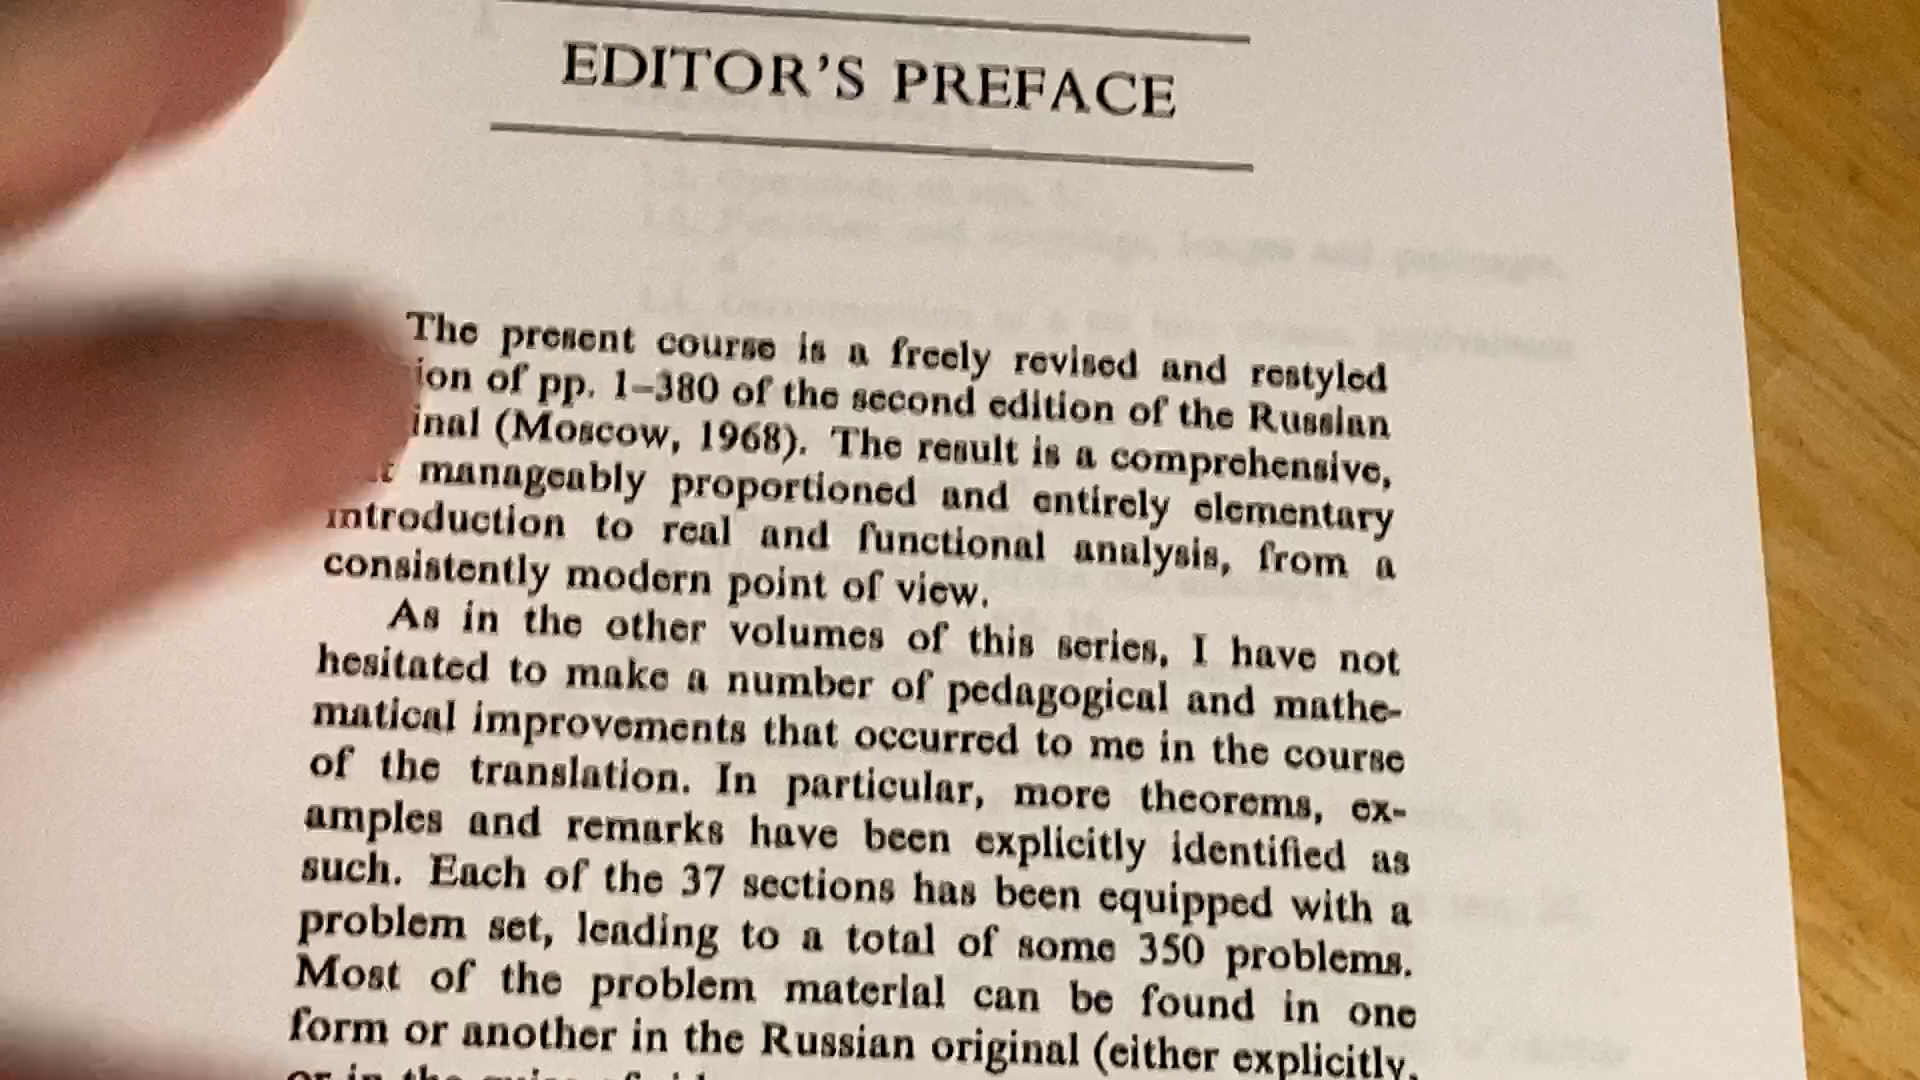 EDITOR'S PREFACE
The present course is a freely revised and restyled
ion of pp. 1–380 of the second edition of the Russian
inal (Moscow, 1968). The result is a comprehensive,
manageably proportioned and entirely elementary
introduction to real and functional analysis, from a
consistently modern point of view.
As in the other volumes of this series, I have not
hesitated to make a number of pedagogical and mathe-
matical improvements that occurred to me in the course
of the translation. In particular, more theorems, ex-
amples and remarks have been explicitly identified as
such. Each of the 37 sections has been equipped with a
problem set, leading to a total of some 350 problems.
Most of the problem material can be found in one
form or another in the Russian original (either explicitly,
or in the